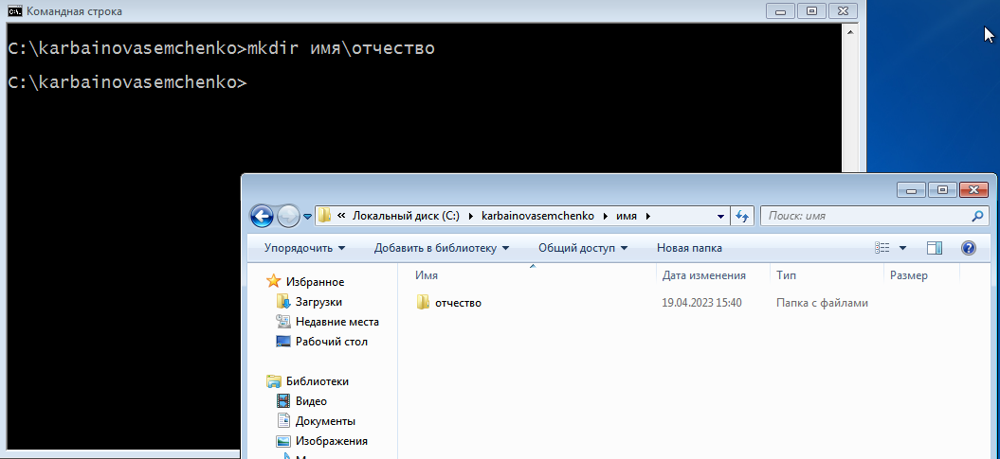 Командная строка
C:\karbainovasemchenko>mkdir имя\отчество
C:\karbainovasemchenko>
« Локальный диск (C:) ▸ karbainovasemchenko ▸ имя ▸
Поиск: имя
Упорядочить Добавить в библиотеку Общий доступ Новая папка
Имя Дата изменения Тип Размер
отчество 19.04.2023 15:40 Папка с файлами
Избранное
Загрузки
Недавние места
Рабочий стол
Библиотеки
Видео
Документы
Изображения